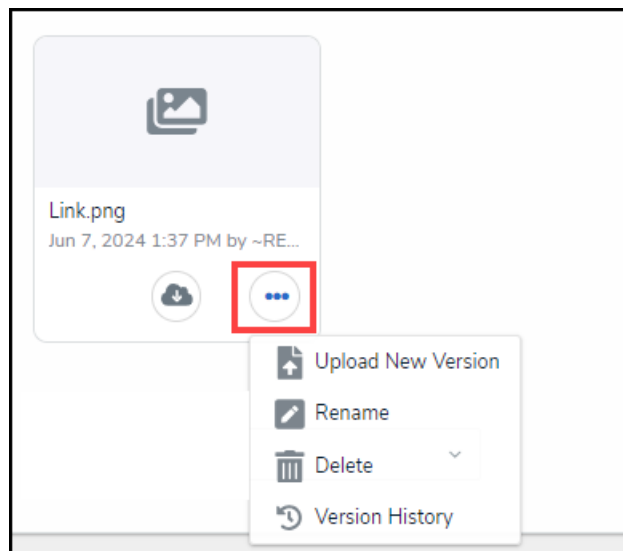 Link.png
Jun 7, 2024 1:37 PM by ~RE...
Upload New Version
Rename
Delete
Version History